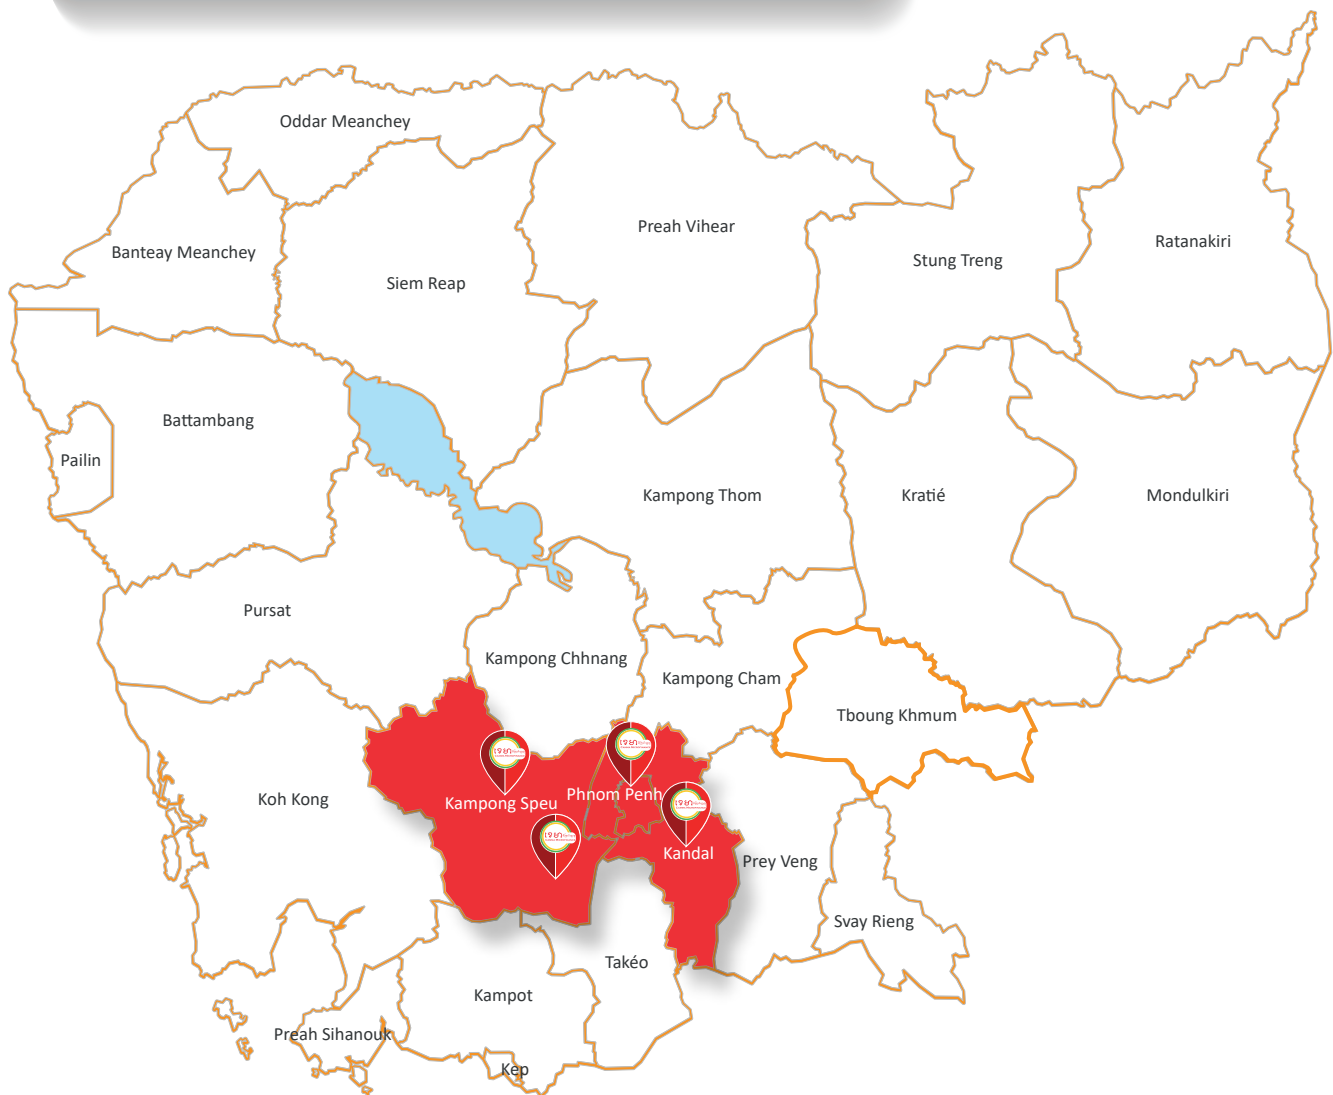 Oddar Meanchey
Preah Vihear
Ratanakiri
Banteay Meanchey
Stung Treng
Siem Reap
Battambang
Pailin
Kampong Thom
Kratié
Mondulkiri
Pursat
Kampong Chhnang
Kampong Cham
Tboung Khmum
Koh Kong
Kampong Speu
Phnom Penh
Kandal
Prey Veng
Svay Rieng
Takéo
Kampot
Preah Sihanouk
Kep